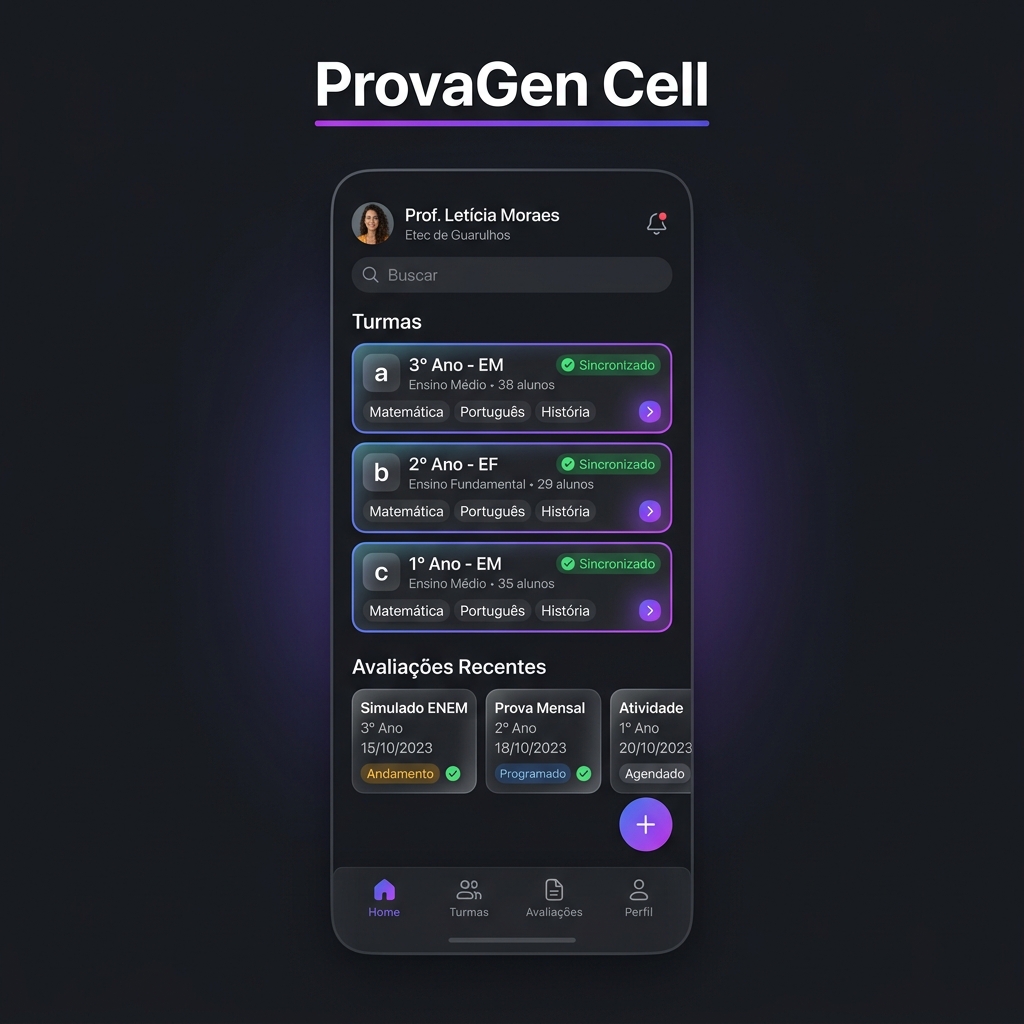 ProvaGen Cell
Prof. Letícia Moraes
Etec de Guarulhos
Buscar
Turmas
a
3º Ano - EM
Sincronizado
Ensino Médio • 38 alunos
Matemática Português História
b
2º Ano - EF
Sincronizado
Ensino Fundamental • 29 alunos
Matemática Português História
c
1º Ano - EM
Sincronizado
Ensino Médio • 35 alunos
Matemática Português História
Avaliações Recentes
Simulado ENEM
3º Ano
15/10/2023
Andamento
Prova Mensal
2º Ano
18/10/2023
Programado
Atividade
1º Ano
20/10/2023
Agendado
Home
Turmas
Avaliações
Perfil